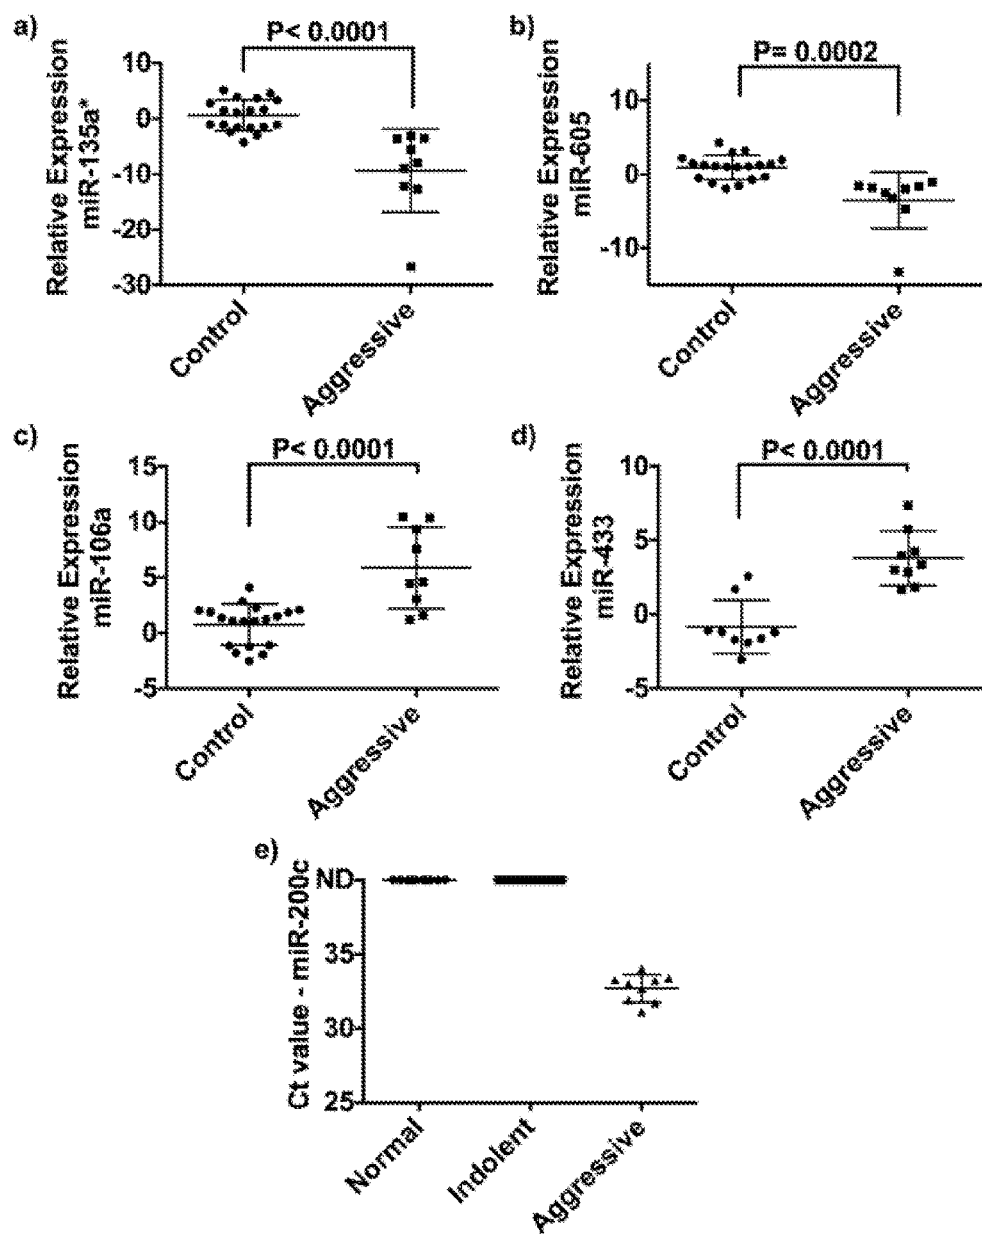 a)
P< 0.0001
Relative Expression
miR-135a*
10
0
-10
-20
-30
Control
Aggressive
b)
P= 0.0002
Relative Expression
miR-605
10
0
-10
Control
Aggressive
c)
P< 0.0001
Relative Expression
miR-106a
15
10
5
0
-5
Control
Aggressive
d)
P< 0.0001
Relative Expression
miR-433
10
5
0
-5
Control
Aggressive
e)
Ct value - miR-200c
ND
35
30
25
Normal
Indolent
Aggressive